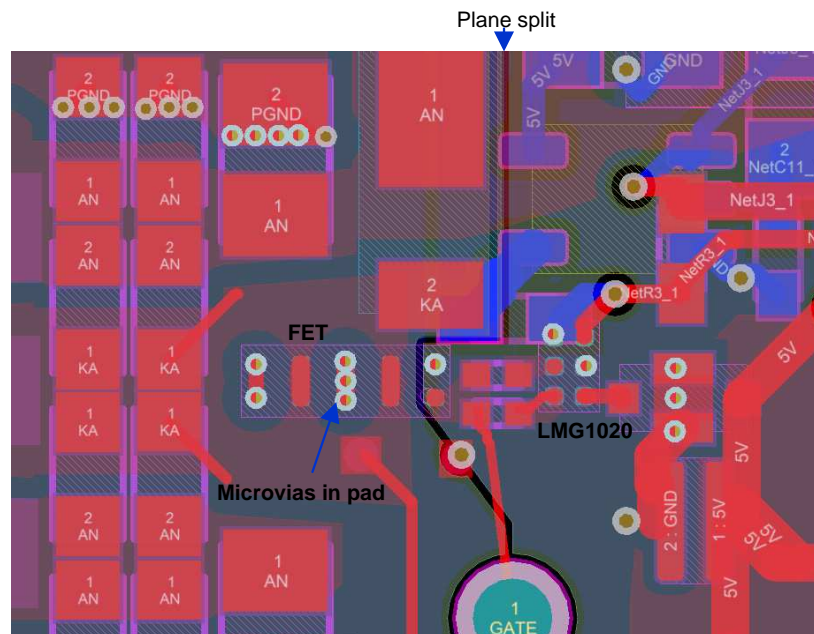 Plane split
2
PGND
2
PGND
2
PGND
1
AN
5V
5V
GND
GND
NetJ3_1
5V
2
NetC11_
1
AN
1
AN
1
AN
NetJ3_1
2
AN
2
AN
2
KA
NetR3_1
NetR3_1
FET
1
KA
1
KA
5V
1
KA
1
KA
LMG1020
5V
Microvias in pad
2 : GND
1 : 5V
5V
5V
2
AN
2
AN
1
AN
1
AN
1
AN
5V
1
GATE